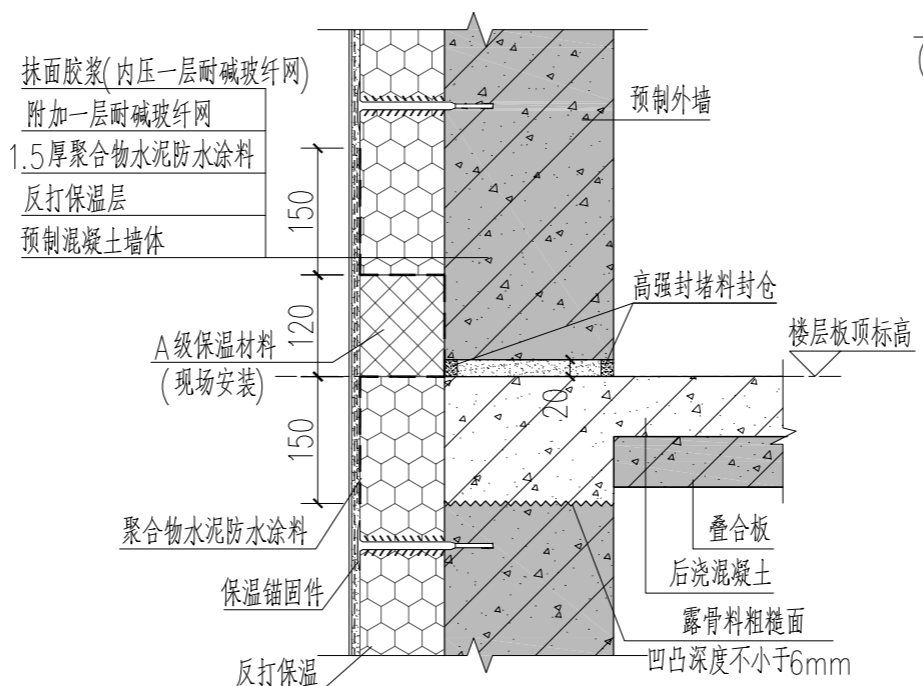 抹面胶浆(内压一层耐碱玻纤网)
附加一层耐碱玻纤网
1.5厚聚合物水泥防水涂料
反打保温层
预制混凝土墙体
预制外墙
150
120
150
20
A级保温材料
(现场安装)
高强封堵料封仓
楼层板顶标高
聚合物水泥防水涂料
保温锚固件
反打保温
叠合板
后浇混凝土
露骨料粗糙面
凹凸深度不小于6mm
(